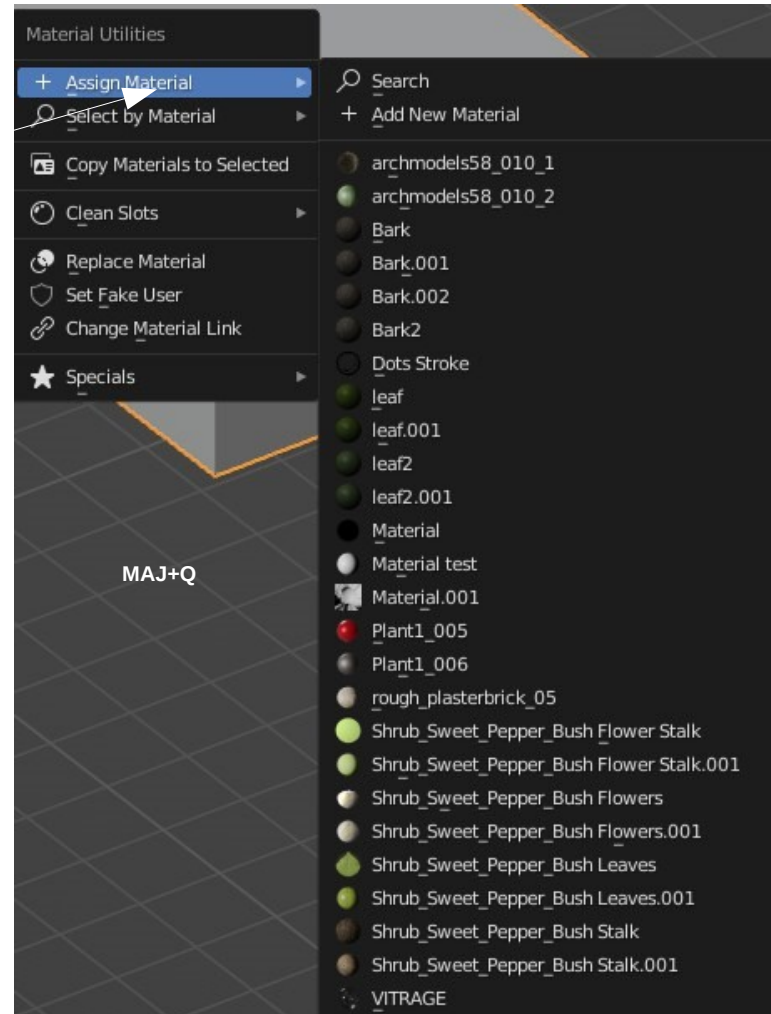 Material Utilities
Assign Material
Select by Material
Copy Materials to Selected
Clean Slots
Replace Material
Set Fake User
Change Material Link
Specials
MAJ+Q
Search
Add New Material
archmodels58_010_1
archmodels58_010_2
Bark
Bark.001
Bark.002
Bark2
Dots Stroke
leaf
leaf.001
leaf2
leaf2.001
Material
Material test
Material.001
Plant1_005
Plant1_006
rough_plasterbrick_05
Shrub_Sweet_Pepper_Bush Flower Stalk
Shrub_Sweet_Pepper_Bush Flower Stalk.001
Shrub_Sweet_Pepper_Bush Flowers
Shrub_Sweet_Pepper_Bush Flowers.001
Shrub_Sweet_Pepper_Bush Leaves
Shrub_Sweet_Pepper_Bush Leaves.001
Shrub_Sweet_Pepper_Bush Stalk
Shrub_Sweet_Pepper_Bush Stalk.001
VITRAGE